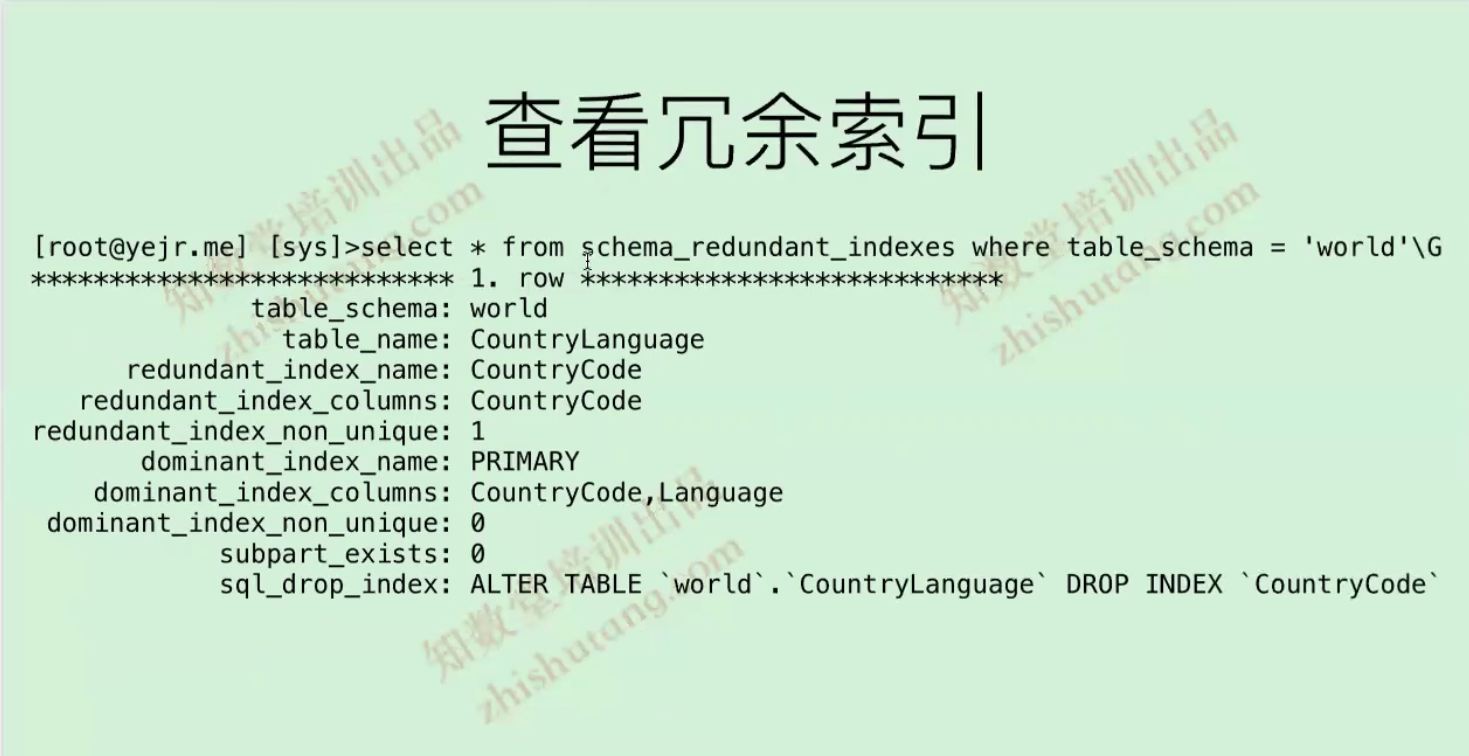 查看冗余索引
[root@yejr.me] [sys]>select * from schema_redundant_indexes where table_schema = 'world'\G
*************************** 1. row ***************************
table_schema: world
table_name: CountryLanguage
redundant_index_name: CountryCode
redundant_index_columns: CountryCode
redundant_index_non_unique: 1
dominant_index_name: PRIMARY
dominant_index_columns: CountryCode,Language
dominant_index_non_unique: 0
subpart_exists: 0
sql_drop_index: ALTER TABLE `world`.`CountryLanguage` DROP INDEX `CountryCode`
知数堂培训出品
zhishutang.com
知数堂培训出品
zhishutang.com
知数堂培训出品
zhishutang.com